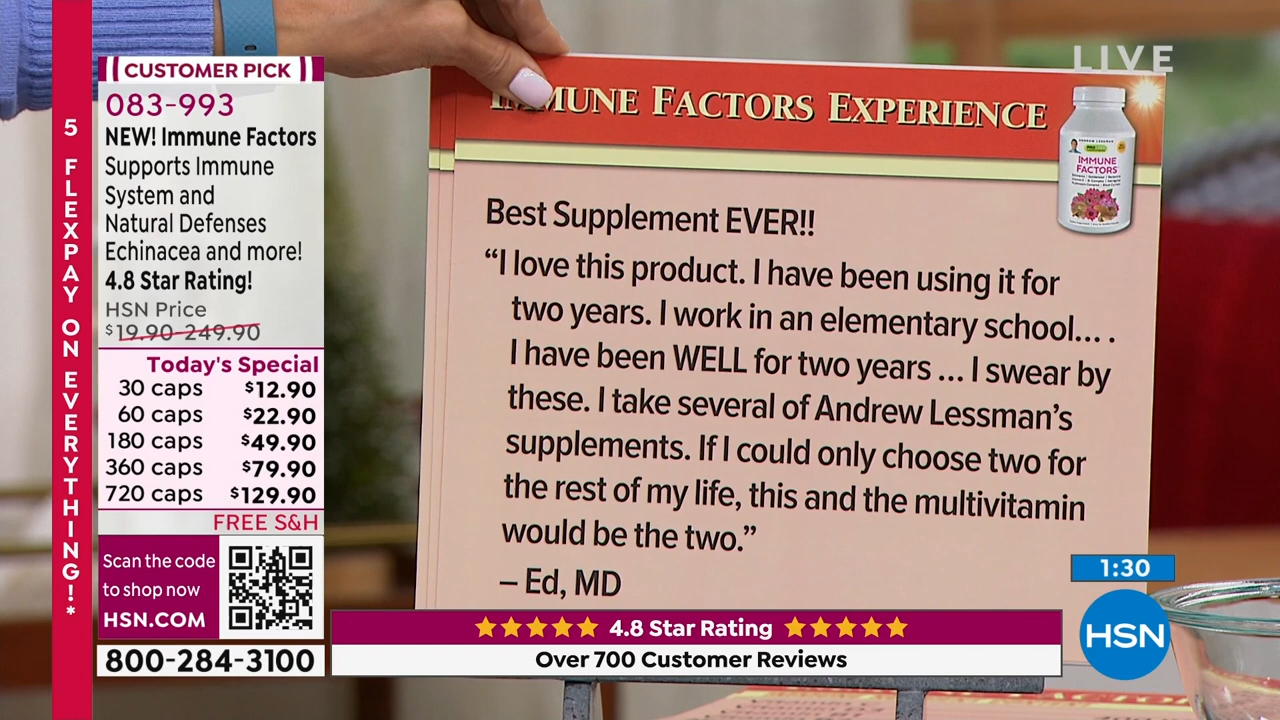 5 FLEXPAY ON EVERYTHING!*
CUSTOMER PICK
083-993
NEW! Immune Factors
Supports Immune
System and
Natural Defenses
Echinacea and more!
4.8 Star Rating!
HSN Price
$19.90-249.90
Today's Special
30 caps $12.90
60 caps $22.90
180 caps $49.90
360 caps $79.90
720 caps $129.90
FREE S&H
Scan the code
to shop now
HSN.COM
800-284-3100
LIVE
IMMUNE FACTORS EXPERIENCE
IMMUNE
FACTORS
Best Supplement EVER!!
“I love this product. I have been using it for
two years. I work in an elementary school... .
I have been WELL for two years ... I swear by
these. I take several of Andrew Lessman’s
supplements. If I could only choose two for
the rest of my life, this and the multivitamin
would be the two.”
– Ed, MD
1:30
HSN
4.8 Star Rating
Over 700 Customer Reviews